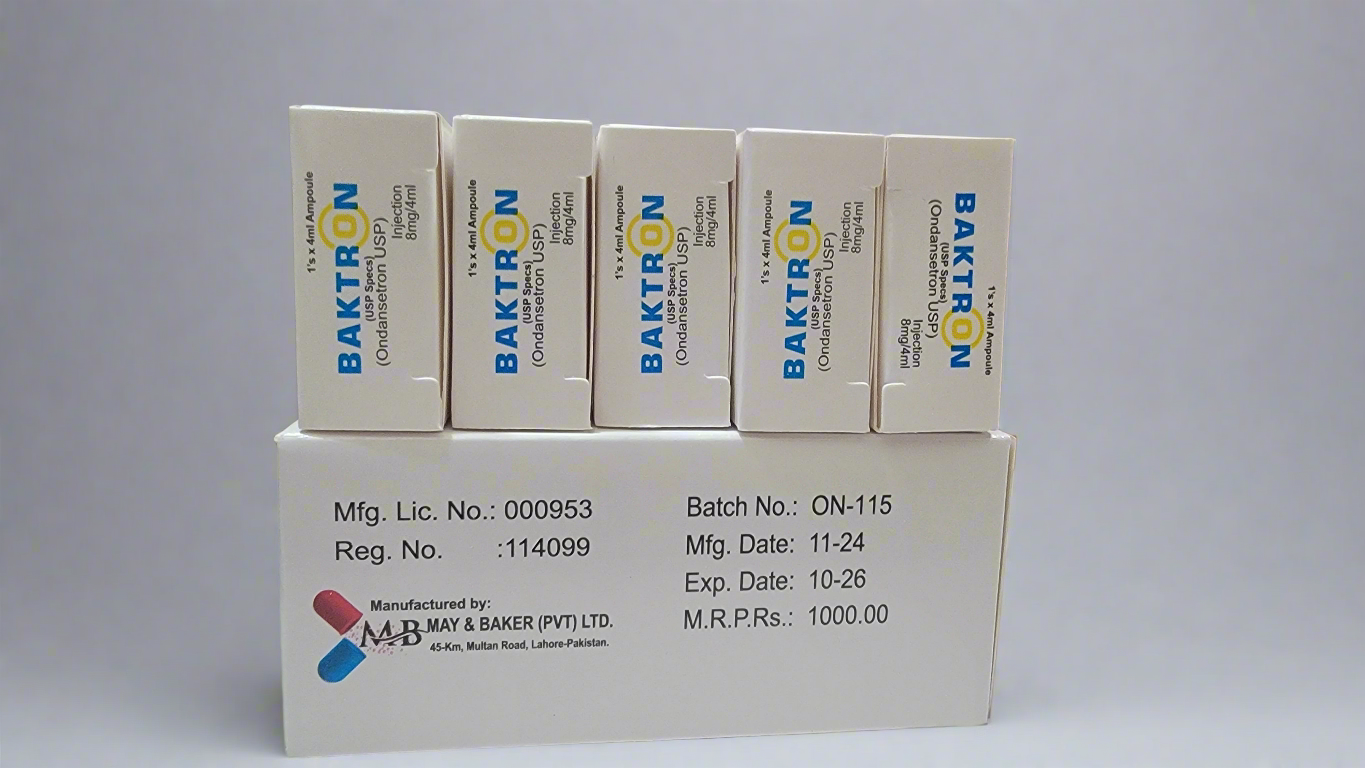 1's x 4ml Ampoule
BAKTRON
(USP Specs)
(Ondansetron USP)
Injection
8mg/4ml
1's x 4ml Ampoule
BAKTRON
(USP Specs)
(Ondansetron USP)
Injection
8mg/4ml
1's x 4ml Ampoule
BAKTRON
(USP Specs)
(Ondansetron USP)
Injection
8mg/4ml
1's x 4ml Ampoule
BAKTRON
(USP Specs)
(Ondansetron USP)
Injection
8mg/4ml
1's x 4ml Ampoule
BAKTRON
(USP Specs)
(Ondansetron USP)
Injection
8mg/4ml
Mfg. Lic. No.: 000953
Reg. No. :114099
Manufactured by:
MB MAY & BAKER (PVT) LTD.
45-Km, Multan Road, Lahore-Pakistan.
Batch No.: ON-115
Mfg. Date: 11-24
Exp. Date: 10-26
M.R.P.Rs.: 1000.00